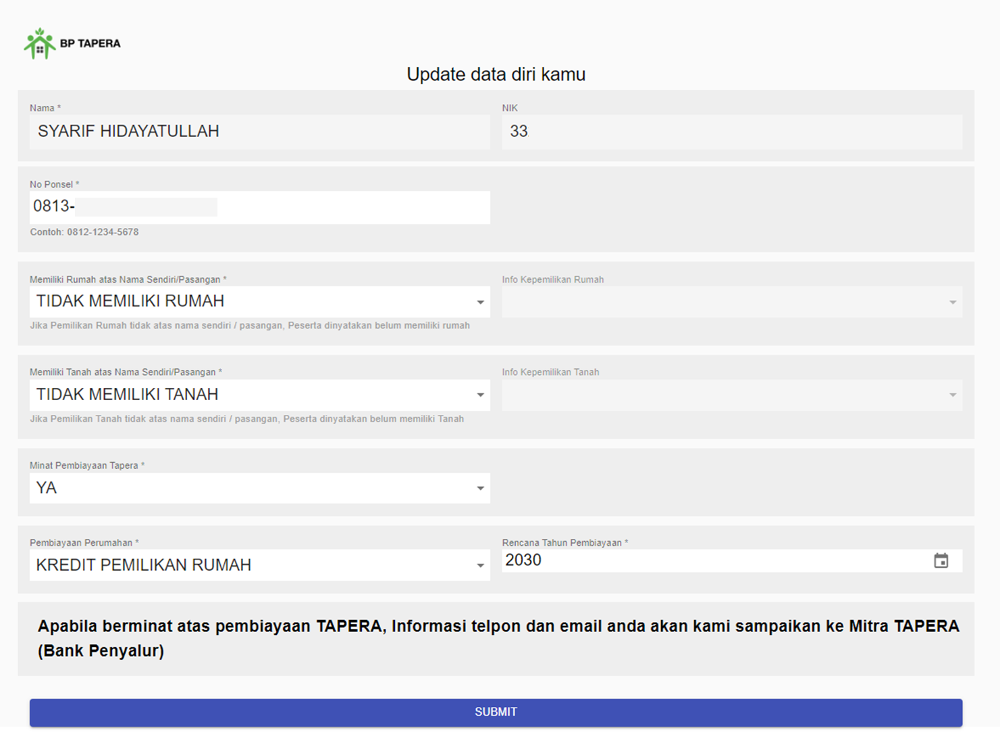 BP TAPERA
Update data diri kamu
Nama *
NIK
SYARIF HIDAYATULLAH
33
No Ponsel *
0813-
Contoh: 0812-1234-5678
Memiliki Rumah atas Nama Sendiri/Pasangan *
Info Kepemilikan Rumah
TIDAK MEMILIKI RUMAH
Jika Pemilikan Rumah tidak atas nama sendiri / pasangan, Peserta dinyatakan belum memiliki rumah
Memiliki Tanah atas Nama Sendiri/Pasangan *
Info Kepemilikan Tanah
TIDAK MEMILIKI TANAH
Jika Pemilikan Tanah tidak atas nama sendiri / pasangan, Peserta dinyatakan belum memiliki Tanah
Minat Pembiayaan Tapera *
YA
Pembiayaan Perumahan *
Rencana Tahun Pembiayaan *
KREDIT PEMILIKAN RUMAH
2030
Apabila berminat atas pembiayaan TAPERA, Informasi telpon dan email anda akan kami sampaikan ke Mitra TAPERA
(Bank Penyalur)
SUBMIT